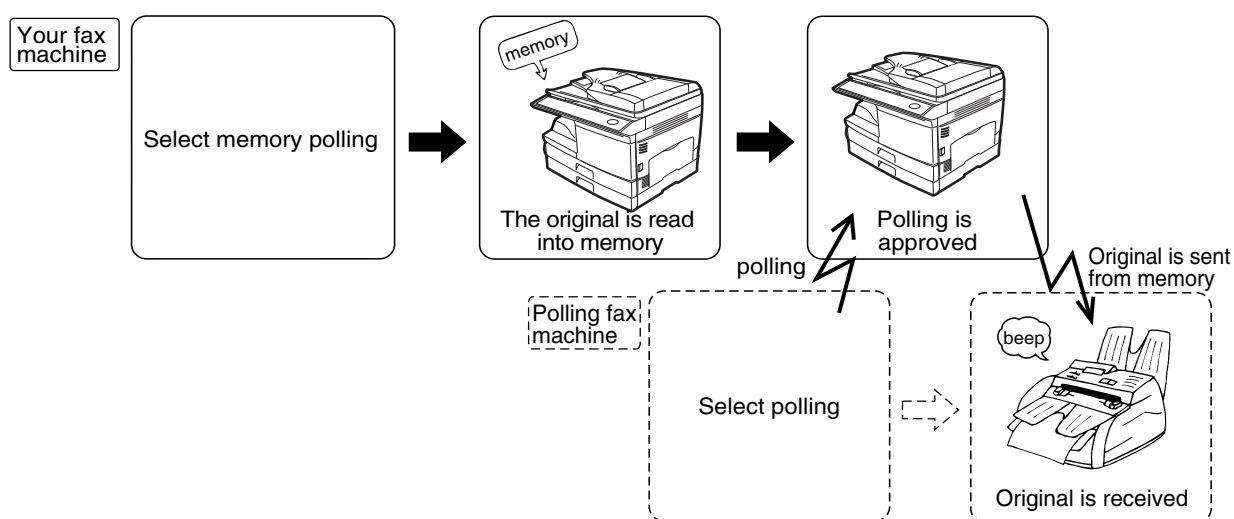 Your fax
machine
Select memory polling
memory
The original is read
into memory
Polling is
approved
polling
Original is sent
from memory
Polling fax
machine
Select polling
beep
Original is received